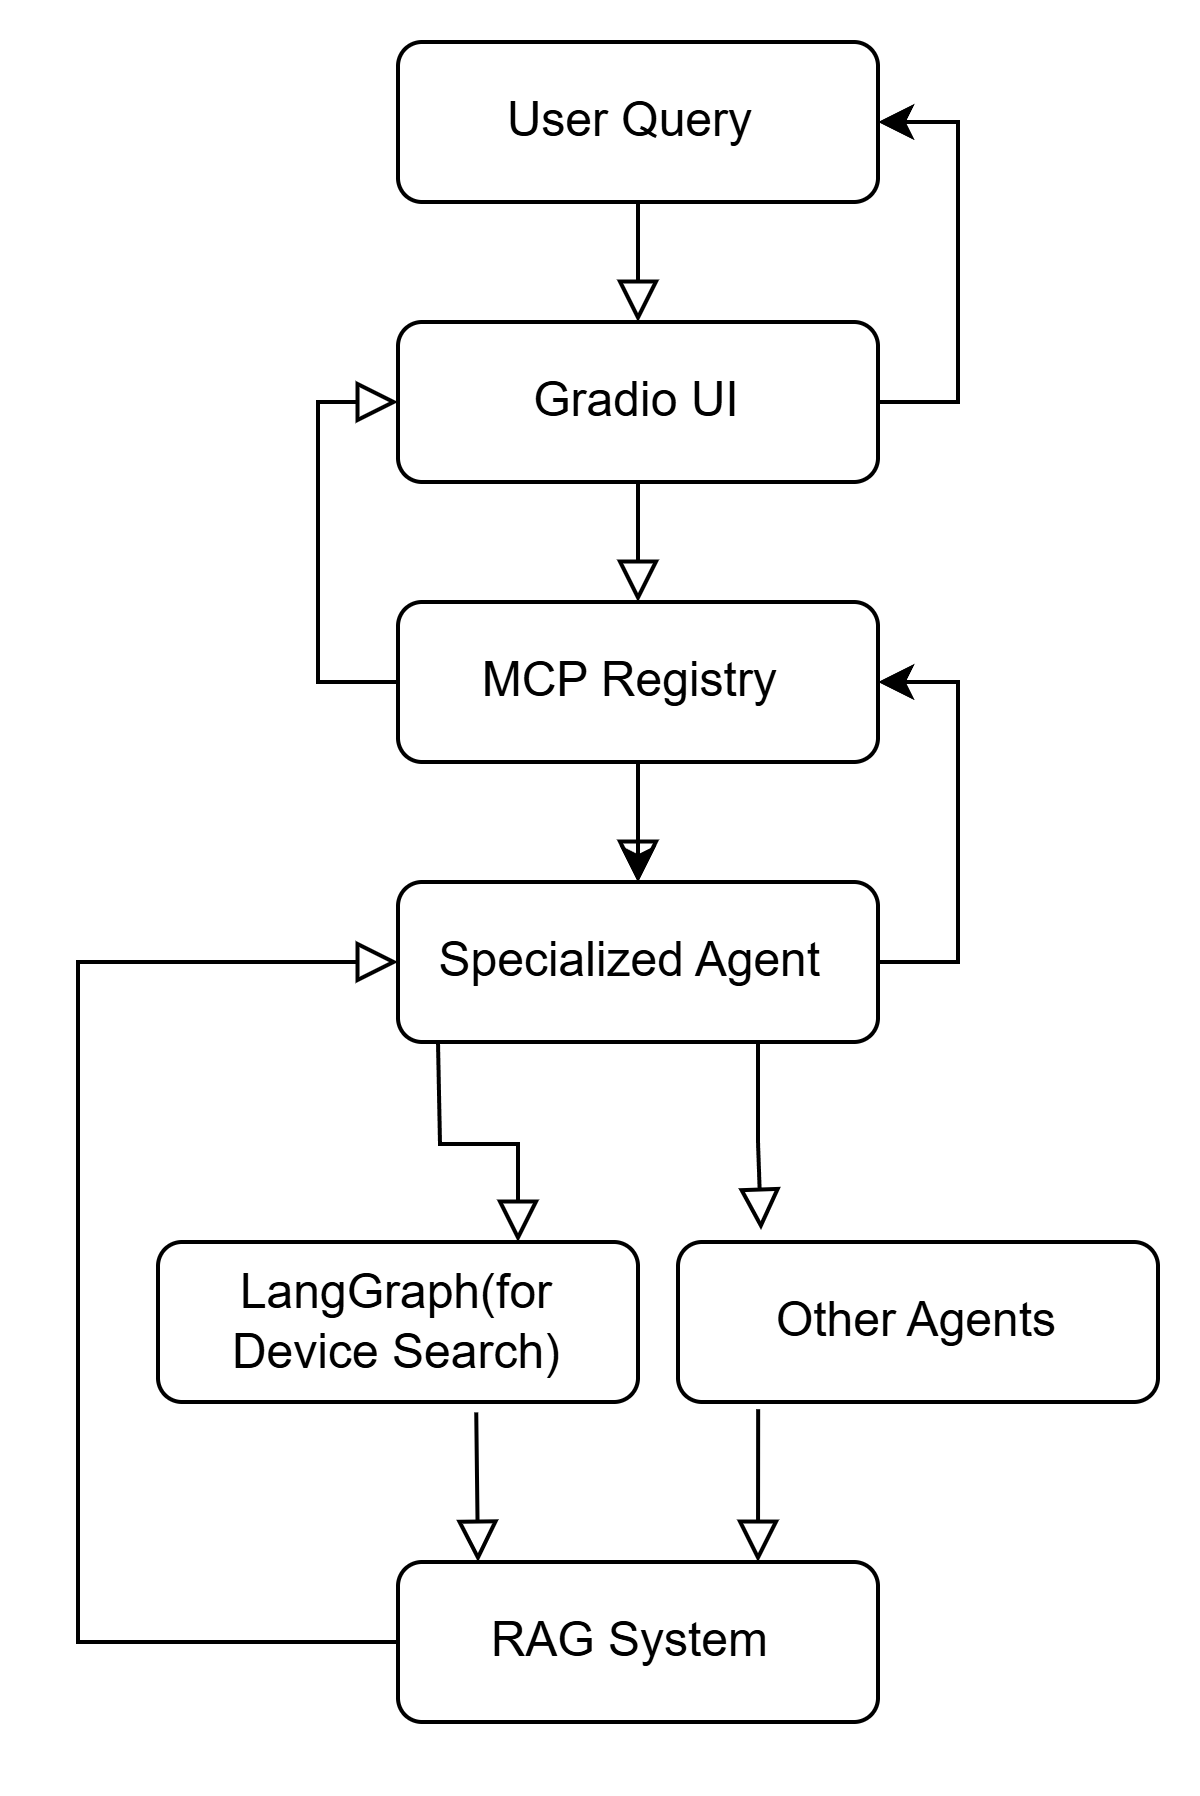 User Query
Gradio UI
MCP Registry
Specialized Agent
LangGraph(for
Device Search)
Other Agents
RAG System